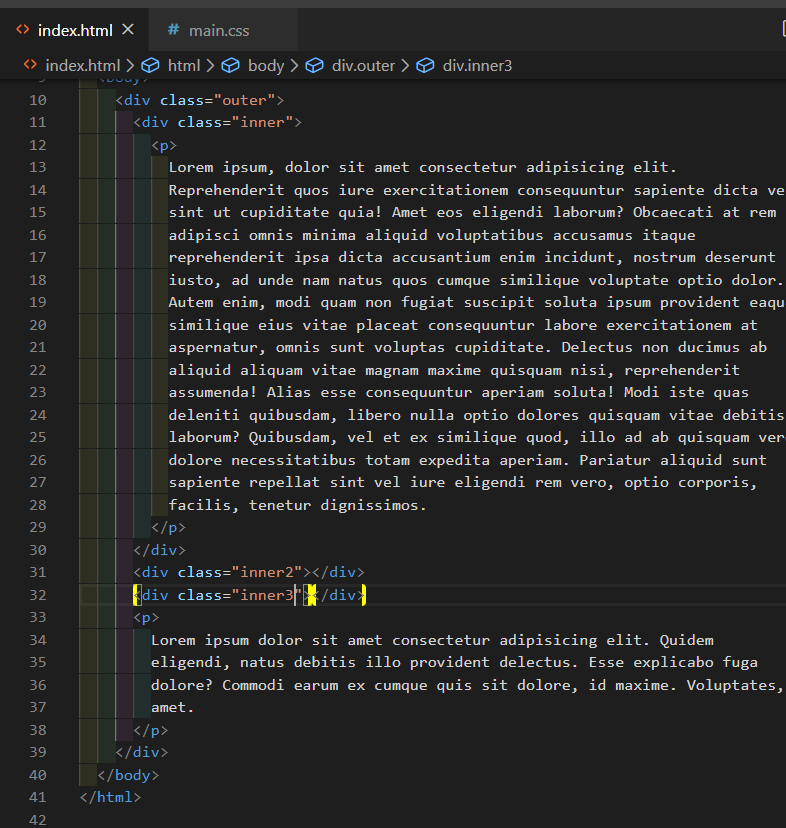 index.html
main.css
index.html > html > body > div.outer > div.inner3
9 <body>
10 <div class="outer">
11 <div class="inner">
12 <p>
13 Lorem ipsum, dolor sit amet consectetur adipisicing elit.
14 Reprehenderit quos iure exercitationem consequuntur sapiente dicta ve
15 sint ut cupiditate quia! Amet eos eligendi laborum? Obcaecati at rem
16 adipisci omnis minima aliquid voluptatibus accusamus itaque
17 reprehenderit ipsa dicta accusantium enim incidunt, nostrum deserunt
18 iusto, ad unde nam natus quos cumque similique voluptate optio dolor.
19 Autem enim, modi quam non fugiat suscipit soluta ipsum provident eaqu
20 similique eius vitae placeat consequuntur labore exercitationem at
21 aspernatur, omnis sunt voluptas cupiditate. Delectus non ducimus ab
22 aliquid aliquam vitae magnam maxime quisquam nisi, reprehenderit
23 assumenda! Alias esse consequuntur aperiam soluta! Modi iste quas
24 deleniti quibusdam, libero nulla optio dolores quisquam vitae debitis
25 laborum? Quibusdam, vel et ex similique quod, illo ad ab quisquam ver
26 dolore necessitatibus totam expedita aperiam. Pariatur aliquid sunt
27 sapiente repellat sint vel iure eligendi rem vero, optio corporis,
28 facilis, tenetur dignissimos.
29 </p>
30 </div>
31 <div class="inner2"></div>
32 <div class="inner3"></div>
33 <p>
34 Lorem ipsum dolor sit amet consectetur adipisicing elit. Quidem
35 eligendi, natus debitis illo provident delectus. Esse explicabo fuga
36 dolore? Commodi earum ex cumque quis sit dolore, id maxime. Voluptates,
37 amet.
38 </p>
39 </div>
40 </body>
41 </html>
42